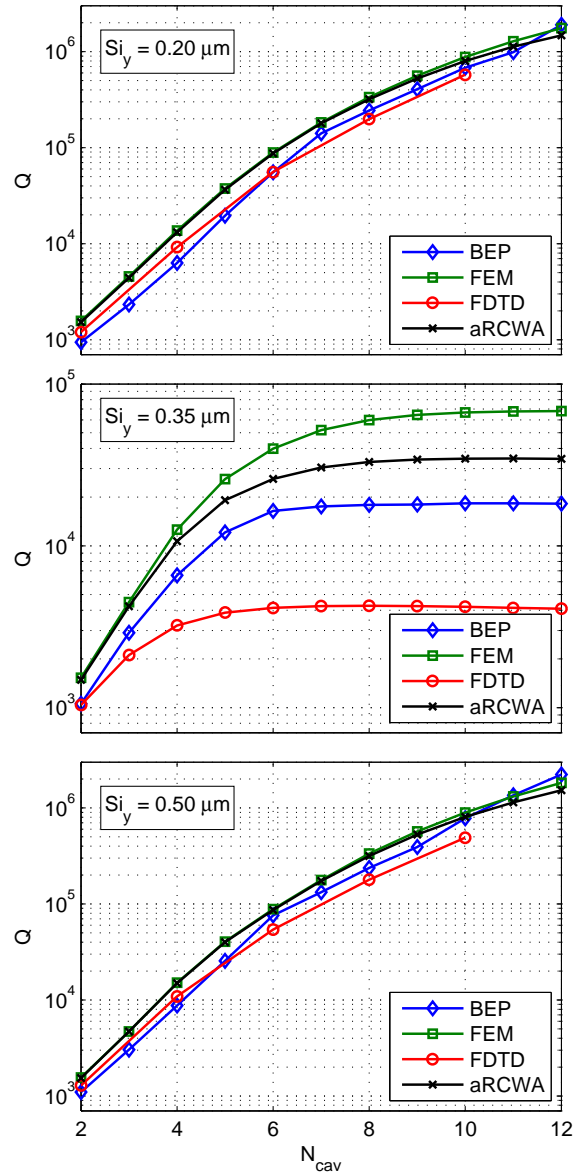 Si_y = 0.20 μm
10^6
10^5
10^4
10^3
Q
BEP
FEM
FDTD
aRCWA
10^5
Si_y = 0.35 μm
10^4
10^3
Q
BEP
FEM
FDTD
aRCWA
Si_y = 0.50 μm
10^6
10^5
10^4
10^3
Q
BEP
FEM
FDTD
aRCWA
2 4 6 8 10 12
N_cav